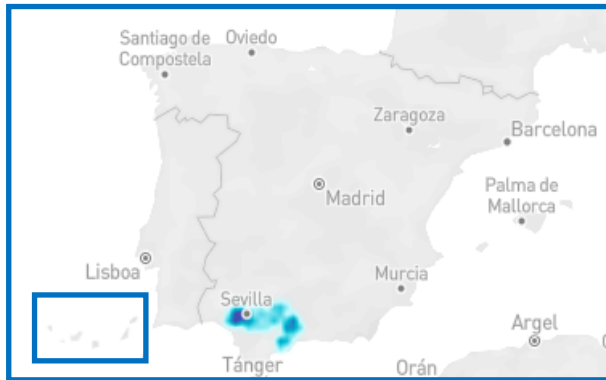 Santiago de
Compostela
Oviedo
Zaragoza
Barcelona
Madrid
Palma de
Mallorca
Lisboa
Murcia
Sevilla
Argel
Tánger
Orán